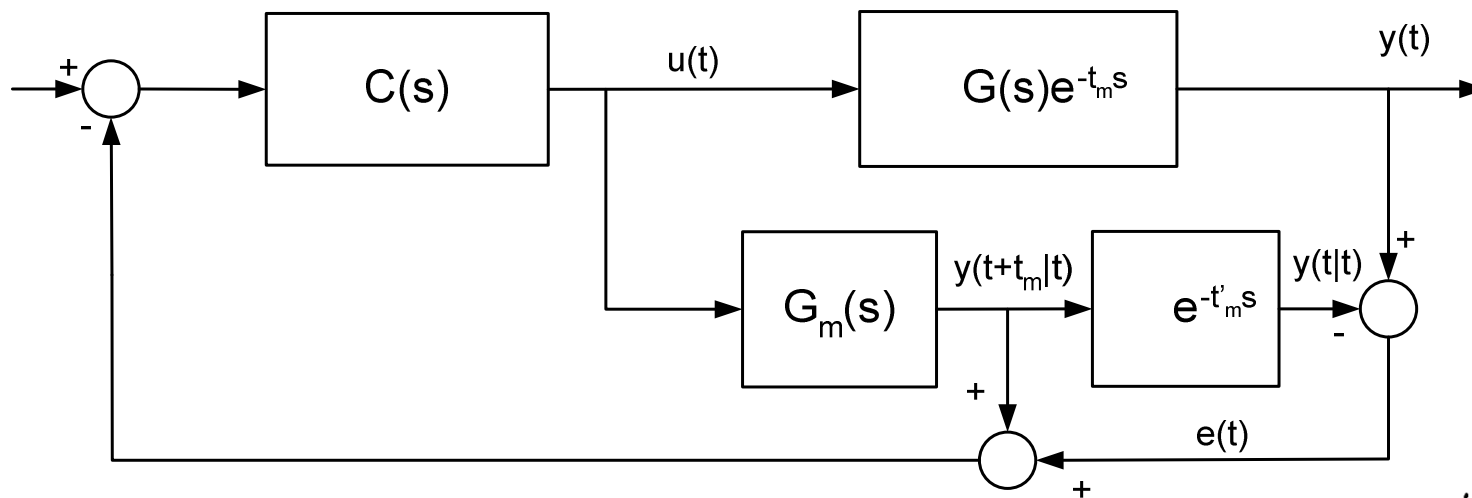 +
-
C(s)
u(t)
G(s)e^{-t_m s}
y(t)
G_m(s)
y(t+t_m|t)
e^{-t'_m s}
y(t|t)
+
-
+
e(t)
+